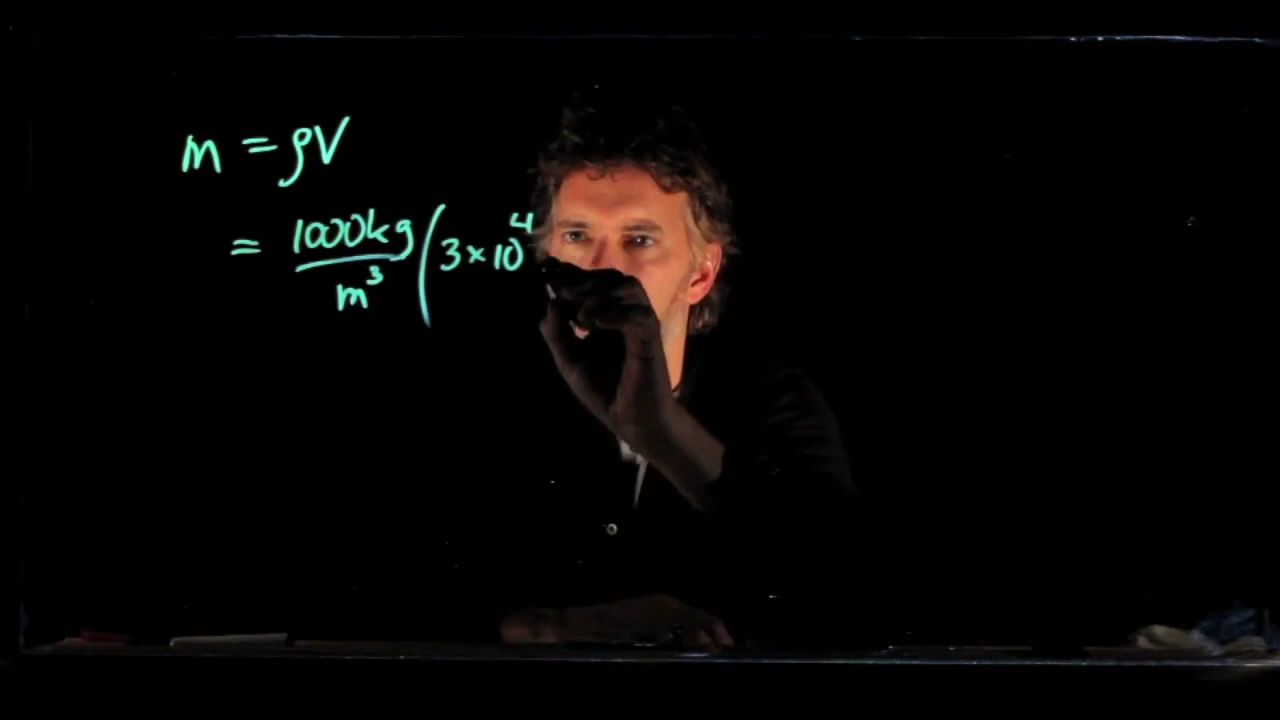 m = ρV
= 1000kg/m³ (3×10⁴